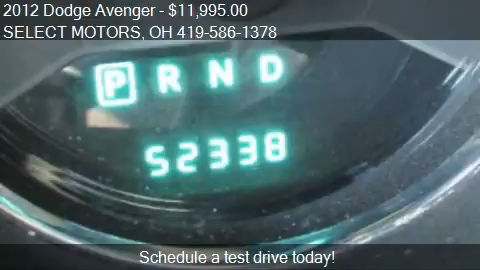 2012 Dodge Avenger - $11,995.00
SELECT MOTORS, OH 419-586-1378
P R N D
52338
Schedule a test drive today!